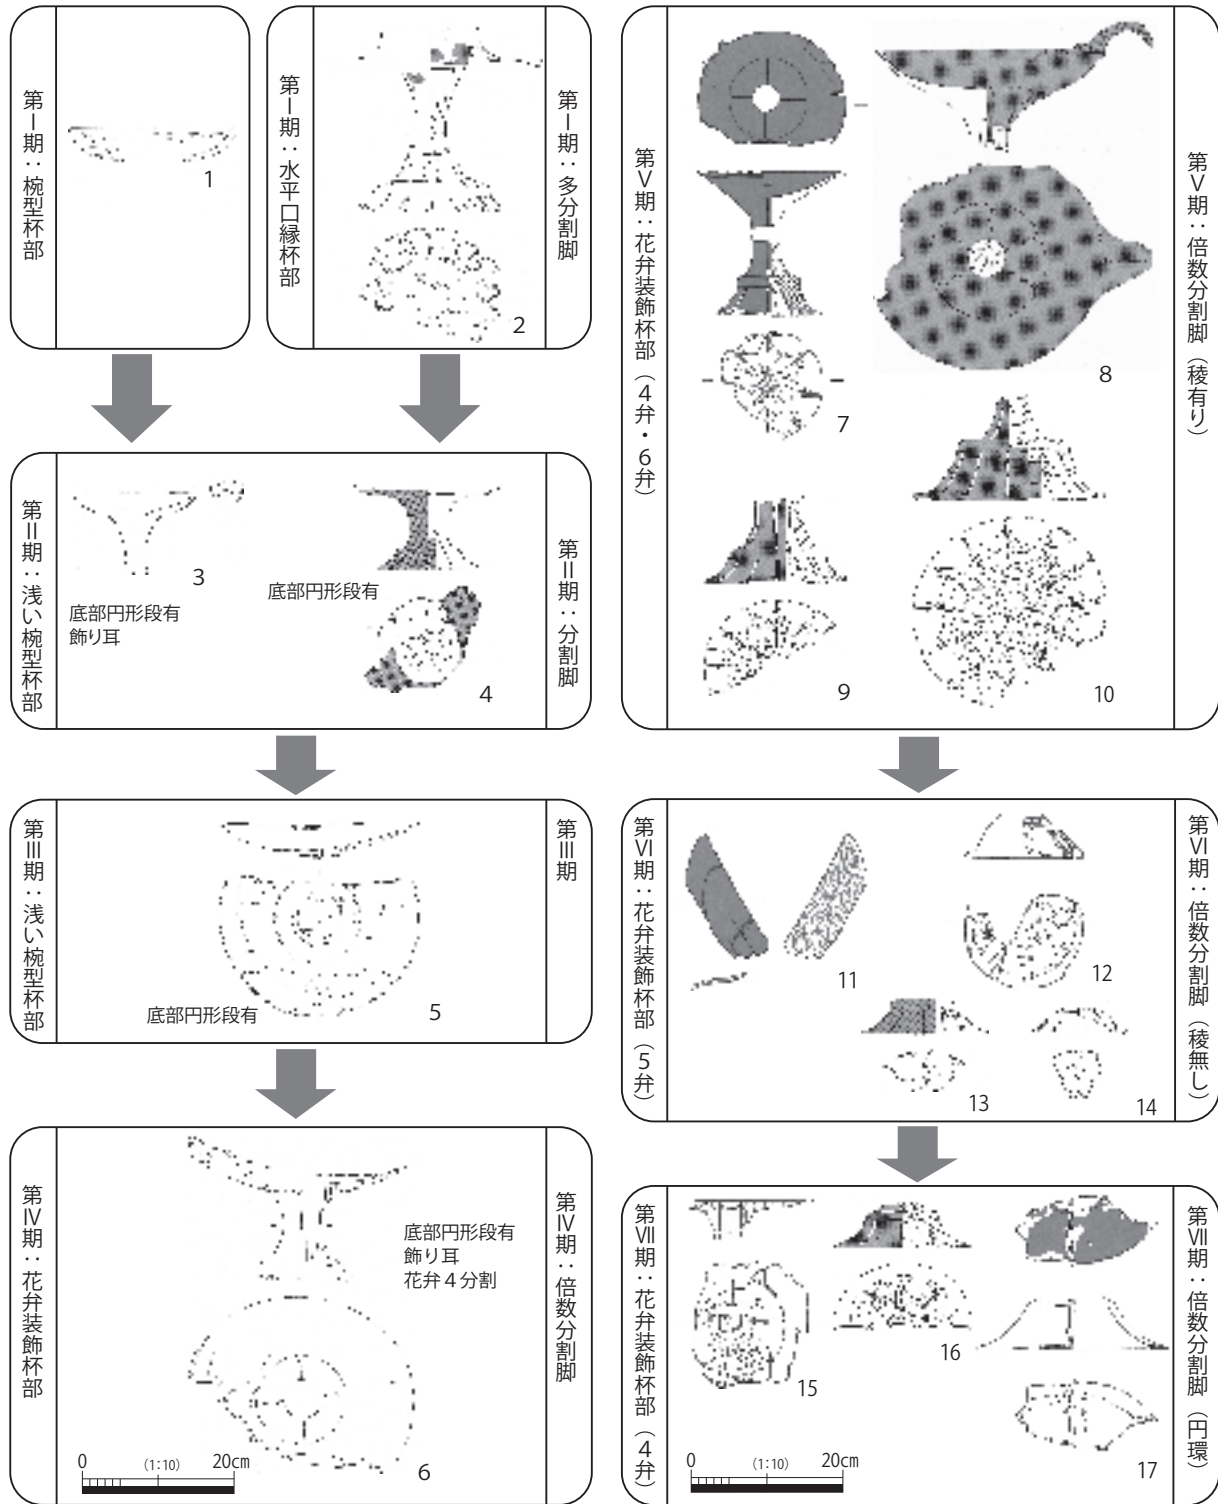 第Ⅰ期：椀型杯部
1
第Ⅰ期：水平口縁杯部
2
第Ⅰ期：多分割脚
第Ⅱ期：浅い椀型杯部
3
底部円形段有
飾り耳
底部円形段有
4
第Ⅱ期：分割脚
第Ⅲ期：浅い椀型杯部
底部円形段有
5
第Ⅲ期
第Ⅳ期：花弁装飾杯部
底部円形段有
飾り耳
花弁４分割
6
0 (1:10) 20㎝
第Ⅳ期：倍数分割脚
第Ⅴ期：花弁装飾杯部（４弁・６弁）
7
8
9
10
第Ⅴ期：倍数分割脚（稜有り）
第Ⅵ期：花弁装飾杯部（５弁）
11
12
13
14
第Ⅵ期：倍数分割脚（稜無し）
第Ⅶ期：花弁装飾杯部（４弁）
15
16
17
0 (1:10) 20㎝
第Ⅶ期：倍数分割脚（円環）